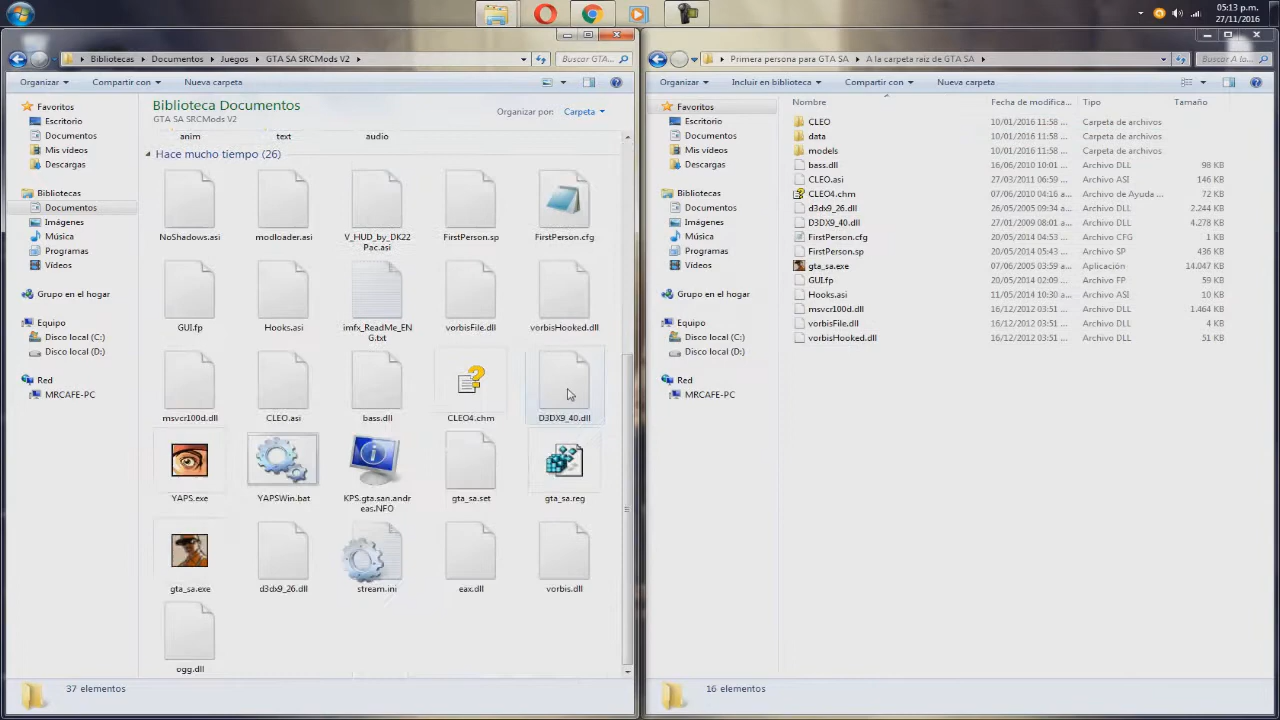 05:13 p.m.
27/11/2016
Bibliotecas ▸ Documentos ▸ Juegos ▸ GTA SA SRCMods V2 ▸
Buscar GTA...
Organizar
Compartir con
Nueva carpeta
Favoritos
Escritorio
Documentos
Mis vídeos
Descargas
Bibliotecas
Documentos
Imágenes
Música
Programas
Vídeos
Grupo en el hogar
Equipo
Disco local (C:)
Disco local (D:)
Red
MRCAFE-PC
Biblioteca Documentos
GTA SA SRCMods V2
Organizar por: Carpeta
anim text audio
Hace mucho tiempo (26)
NoShadows.asi modloader.asi V_HUD_by_DK22 FirstPerson.sp FirstPerson.cfg
Pac.asi
GUI.fp Hooks.asi imfx_ReadMe_EN vorbisFile.dll vorbisHooked.dll
G.txt
msvcr100d.dll CLEO.asi bass.dll CLEO4.chm D3DX9_40.dll
YAPS.exe YAPSWin.bat KPS.gta.san.andr gta_sa.set gta_sa.reg
eas.NFO
gta_sa.exe d3dx9_26.dll stream.ini eax.dll vorbis.dll
ogg.dll
37 elementos
Primera persona para GTA SA ▸ A la carpeta raiz de GTA SA ▸
Buscar A lo...
Organizar
Incluir en biblioteca
Compartir con
Nueva carpeta
Favoritos
Escritorio
Documentos
Mis vídeos
Descargas
Bibliotecas
Documentos
Imágenes
Música
Programas
Vídeos
Grupo en el hogar
Equipo
Disco local (C:)
Disco local (D:)
Red
MRCAFE-PC
Nombre Fecha de modifica... Tipo Tamaño
CLEO 10/01/2016 11:58 ... Carpeta de archivos
data 10/01/2016 11:58 ... Carpeta de archivos
models 10/01/2016 11:58 ... Carpeta de archivos
bass.dll 16/06/2010 10:01 ... Archivo DLL 98 KB
CLEO.asi 27/03/2011 06:59 ... Archivo ASI 146 KB
CLEO4.chm 07/06/2010 04:16 ... Archivo de Ayuda ... 72 KB
d3dx9_26.dll 26/05/2005 09:34 ... Archivo DLL 2.244 KB
D3DX9_40.dll 27/01/2009 08:01 ... Archivo DLL 4.278 KB
FirstPerson.cfg 20/05/2014 04:53 ... Archivo CFG 1 KB
FirstPerson.sp 20/05/2014 05:43 ... Archivo SP 436 KB
gta_sa.exe 07/06/2005 03:59 ... Aplicación 14.047 KB
GUI.fp 20/05/2014 02:09 ... Archivo FP 59 KB
Hooks.asi 11/05/2014 10:30 ... Archivo ASI 10 KB
msvcr100d.dll 16/12/2012 03:51 ... Archivo DLL 1.464 KB
vorbisFile.dll 16/12/2012 03:51 ... Archivo DLL 4 KB
vorbisHooked.dll 16/12/2012 03:51 ... Archivo DLL 51 KB
16 elementos